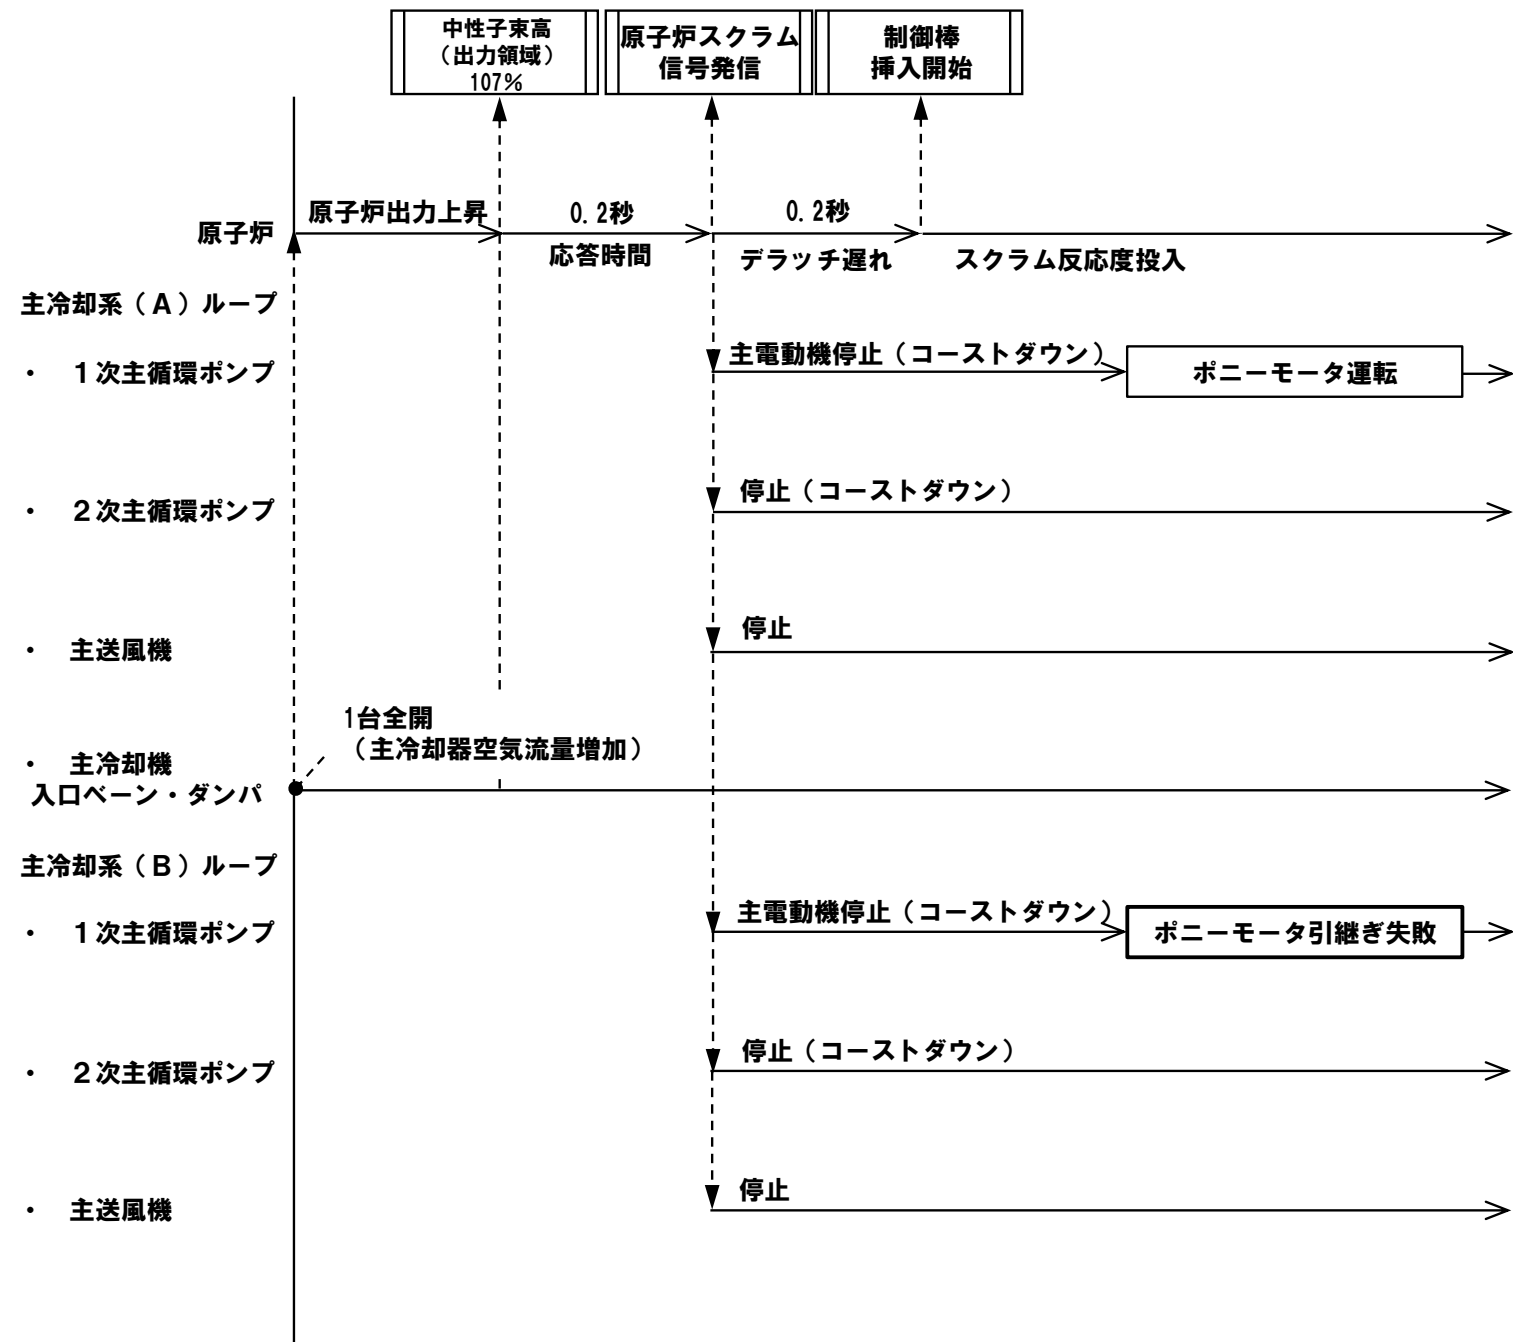 中性子束高
（出力領域）
107％
原子炉スクラム
信号発信
制御棒
挿入開始
原子炉
原子炉出力上昇
0.2秒
応答時間
0.2秒
デラッチ遅れ
スクラム反応度投入
主冷却系（Ａ）ループ
・ １次主循環ポンプ
主電動機停止（コーストダウン）
ポニーモータ運転
・ ２次主循環ポンプ
停止（コーストダウン）
・ 主送風機
停止
1台全開
（主冷却器空気流量増加）
・ 主冷却機
入口ベーン・ダンパ
主冷却系（Ｂ）ループ
・ １次主循環ポンプ
主電動機停止（コーストダウン）
ポニーモータ引継ぎ失敗
・ ２次主循環ポンプ
停止（コーストダウン）
・ 主送風機
停止